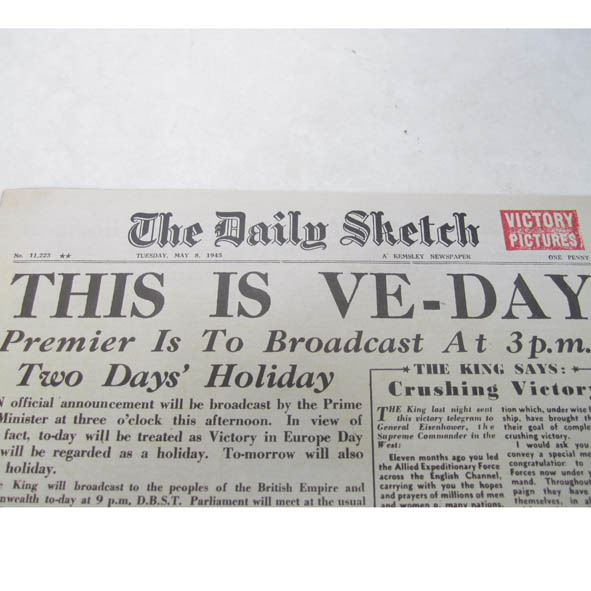 The Daily Sketch
VICTORY
PICTURES
No. 11,223 ★★ TUESDAY, MAY 8, 1945 A KEMSLEY NEWSPAPER ONE PENNY
THIS IS VE-DAY
Premier Is To Broadcast At 3 p.m.
Two Days' Holiday
N official announcement will be broadcast by the Prime
Minister at three o'clock this afternoon. In view of
fact, to-day will be treated as Victory in Europe Day
will be regarded as a holiday. To-morrow will also
holiday.
e King will broadcast to the peoples of the British Empire and
nwealth to-day at 9 p.m. D.B.S.T. Parliament will meet at the usual
★ THE KING SAYS: ★
Crushing Victory
THE King last night sent
this victory telegram to
General Eisenhower, the
Supreme Commander in the
West:
Eleven months ago you led
the Allied Expeditionary Force
across the English Channel,
carrying with you the hopes
and prayers of millions of men
and women o. many nations.
tion which, under wise
ship, have brought
their goal of comple
crushing victory.
I would ask you
convey a special me
congratulation to
Forces now under y
mand. Throughout
paign they have
themselves, in al